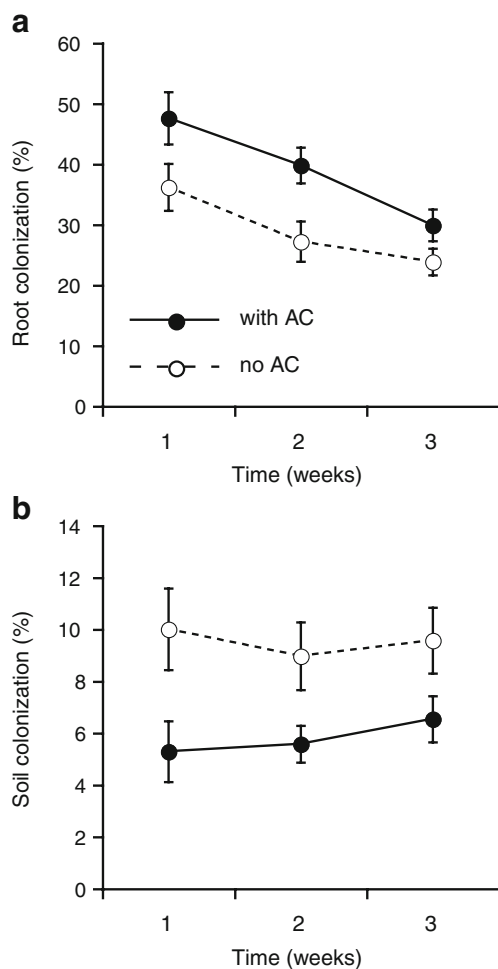 a
60
50
40
30
20
10
0
Root colonization (%)
with AC
no AC
1 2 3
Time (weeks)
b
14
12
10
8
6
4
2
0
Soil colonization (%)
1 2 3
Time (weeks)